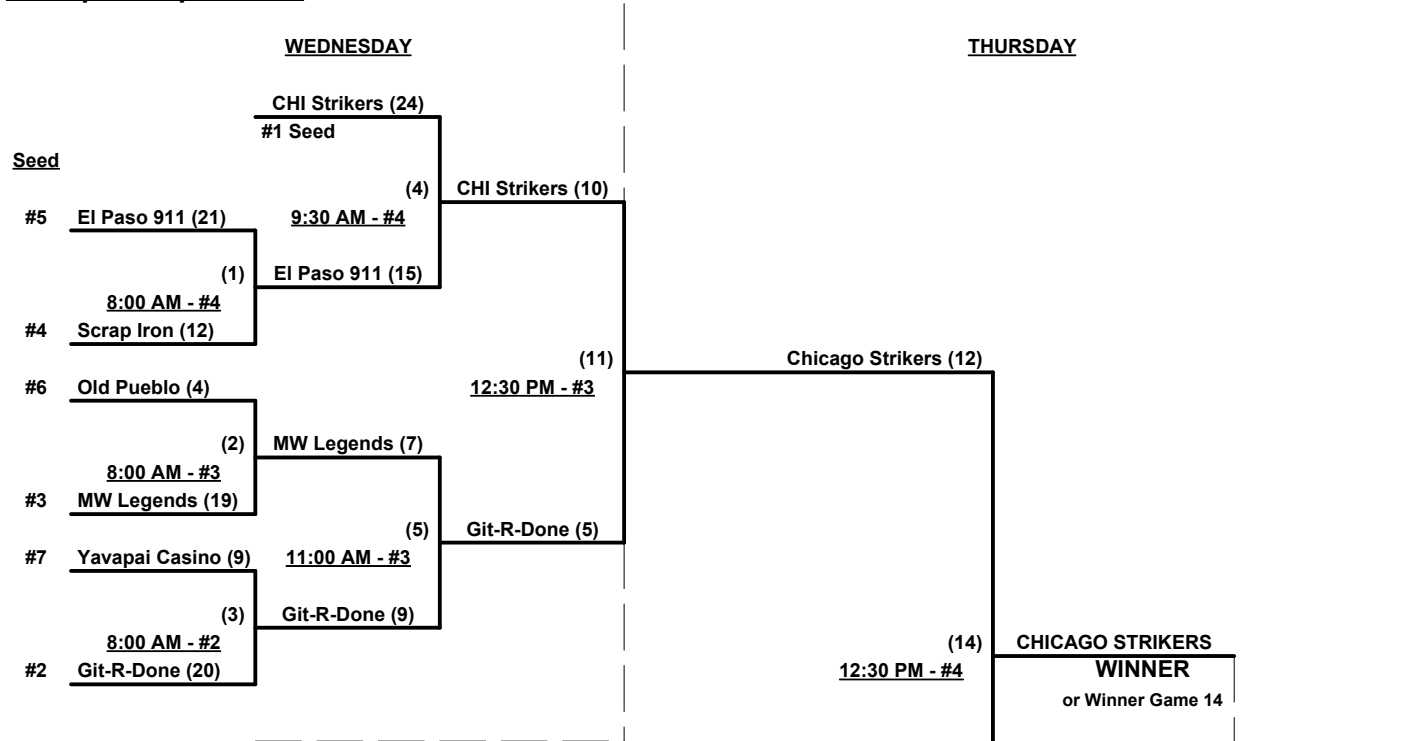 WEDNESDAY
THURSDAY
CHI Strikers (24)
#1 Seed
Seed
(4)
CHI Strikers (10)
#5 El Paso 911 (21)
9:30 AM - #4
(1)
El Paso 911 (15)
8:00 AM - #4
#4 Scrap Iron (12)
(11)
Chicago Strikers (12)
#6 Old Pueblo (4)
12:30 PM - #3
(2)
MW Legends (7)
8:00 AM - #3
#3 MW Legends (19)
(5)
Git-R-Done (5)
#7 Yavapai Casino (9)
11:00 AM - #3
(3)
Git-R-Done (9)
8:00 AM - #2
(14)
CHICAGO STRIKERS
#2 Git-R-Done (20)
12:30 PM - #4
WINNER
or Winner Game 14